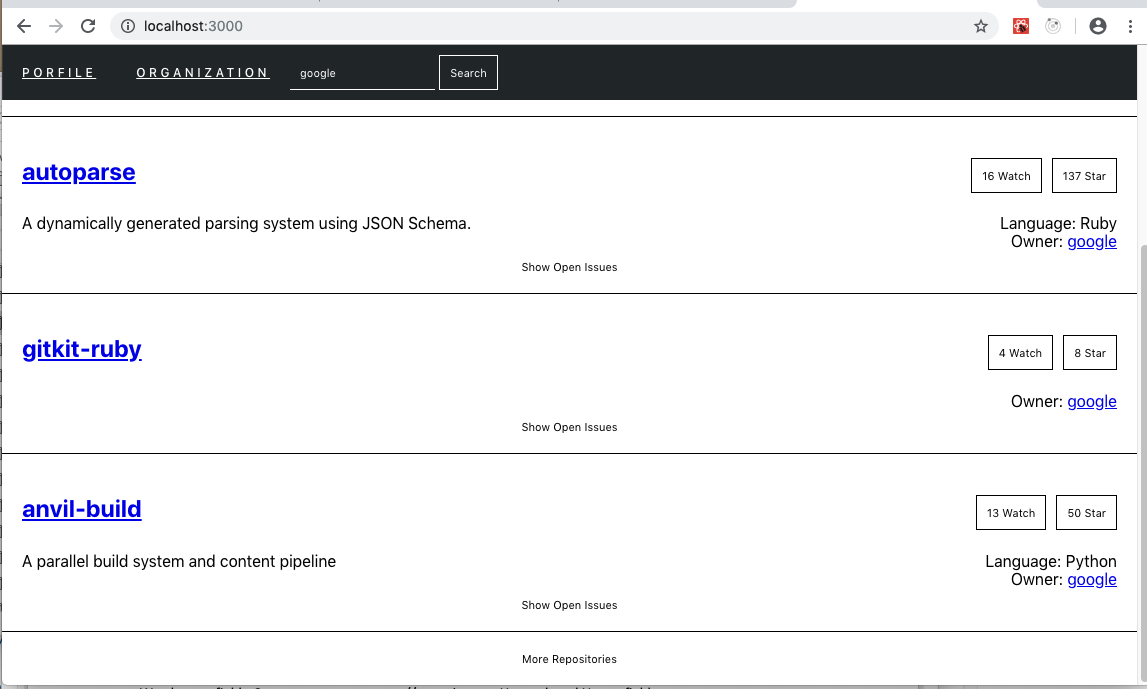 localhost:3000
PORFILE ORGANIZATION google Search
autoparse 16 Watch 137 Star
A dynamically generated parsing system using JSON Schema. Language: Ruby
Owner: google
Show Open Issues
gitkit-ruby 4 Watch 8 Star
Owner: google
Show Open Issues
anvil-build 13 Watch 50 Star
A parallel build system and content pipeline Language: Python
Owner: google
Show Open Issues
More Repositories